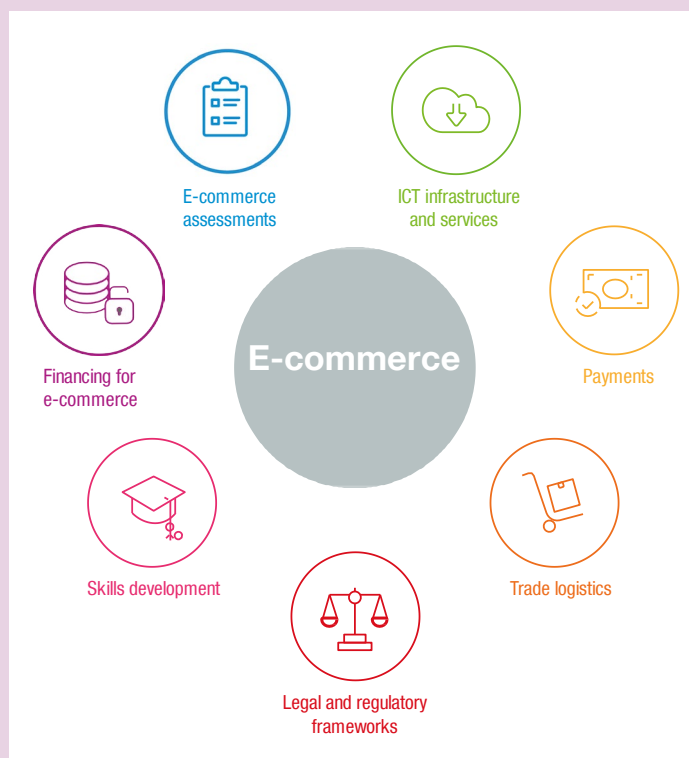 E-commerce
assessments
ICT infrastructure
and services
Financing for
e-commerce
E-commerce
Payments
Skills development
Trade logistics
Legal and regulatory
frameworks